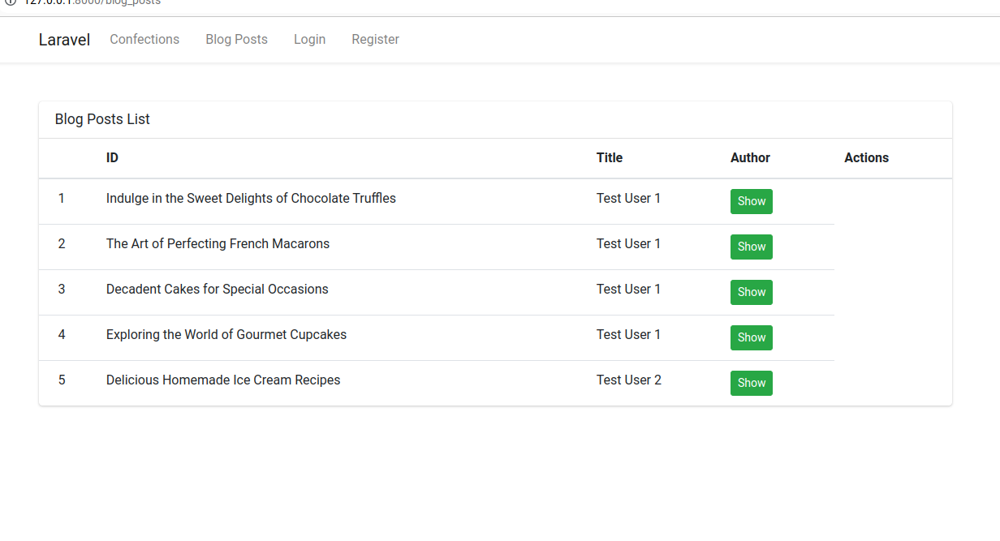 127.0.0.1:8000/blog_posts
Laravel Confections Blog Posts Login Register
Blog Posts List
ID Title Author Actions
1 Indulge in the Sweet Delights of Chocolate Truffles Test User 1 Show
2 The Art of Perfecting French Macarons Test User 1 Show
3 Decadent Cakes for Special Occasions Test User 1 Show
4 Exploring the World of Gourmet Cupcakes Test User 1 Show
5 Delicious Homemade Ice Cream Recipes Test User 2 Show